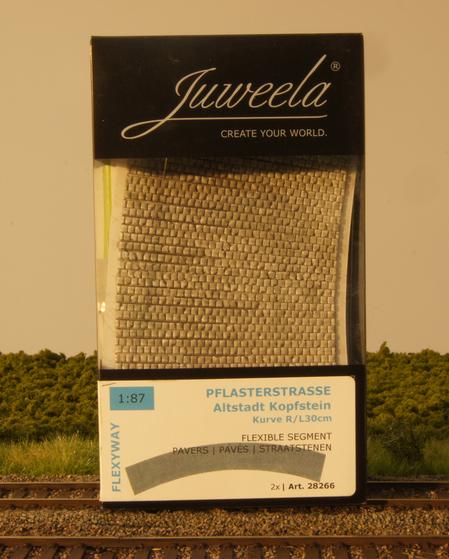 Juweela®
CREATE YOUR WORLD.
1:87
PFLASTERSTRASSE
Altstadt Kopfstein
Kurve R/L30cm
FLEXIBLE SEGMENT
PAVERS | PAVÉS | STRAATSTENEN
FLEXYWAY
2x | Art. 28266